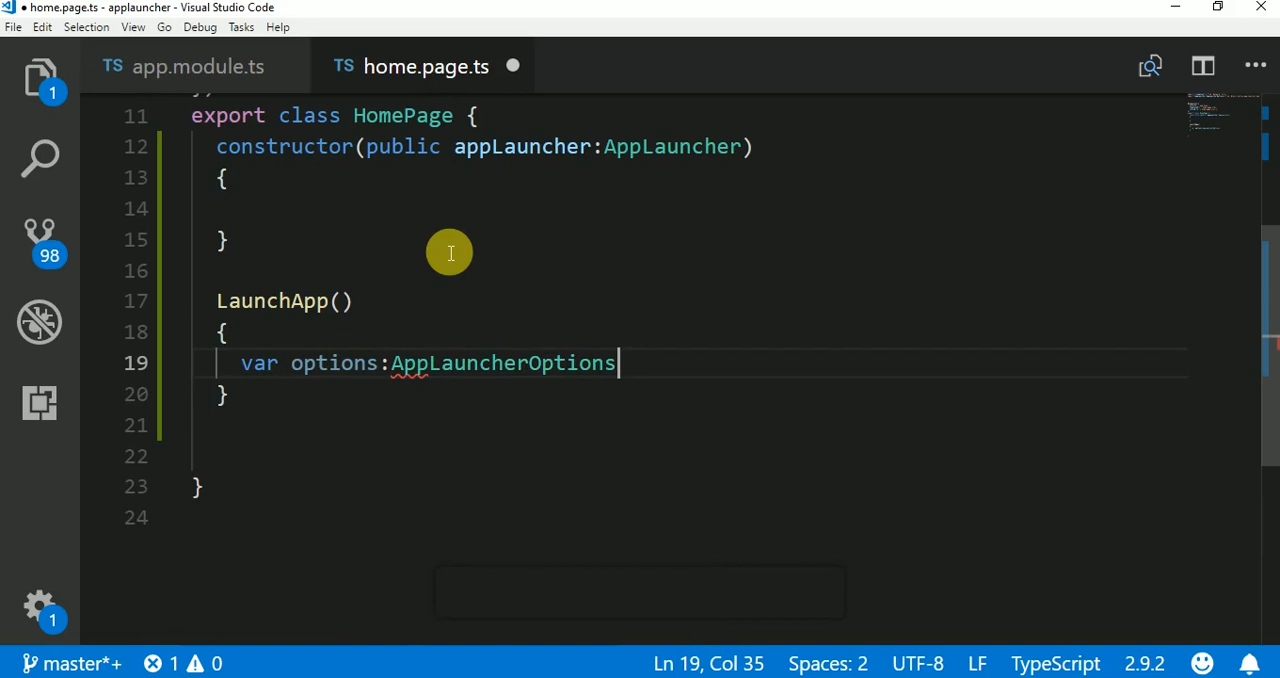 home.page.ts - applauncher - Visual Studio Code
File Edit Selection View Go Debug Tasks Help
TS app.module.ts TS home.page.ts
1
98
1
11 export class HomePage {
12 constructor(public appLauncher:AppLauncher)
13 {
14
15 }
16
17 LaunchApp()
18 {
19 var options:AppLauncherOptions
20 }
21
22
23 }
24
master*+ 1 0 Ln 19, Col 35 Spaces: 2 UTF-8 LF TypeScript 2.9.2